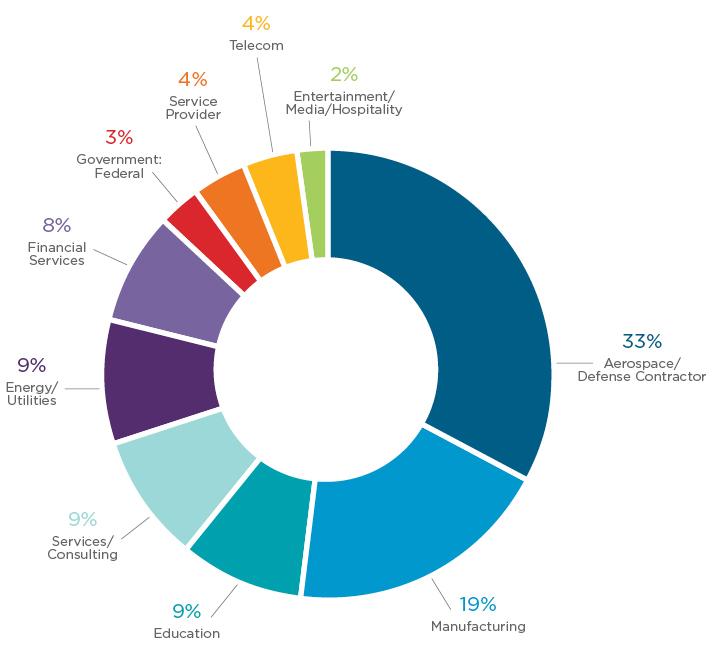 4%
Telecom
2%
Entertainment/
Media/Hospitality
4%
Service
Provider
3%
Government:
Federal
8%
Financial
Services
33%
Aerospace/
Defense Contractor
9%
Energy/
Utilities
9%
Services/
Consulting
19%
Manufacturing
9%
Education